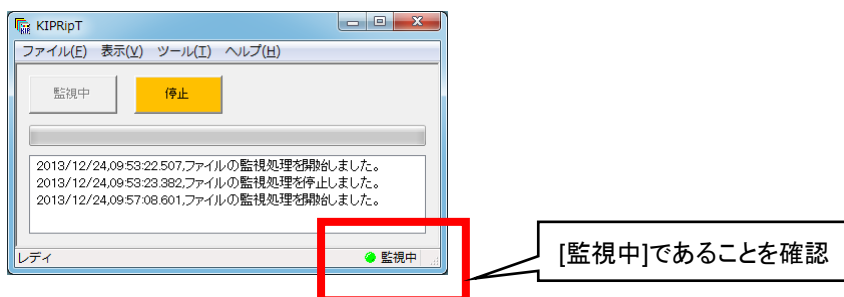 KIPRipT
ファイル(F) 表示(V) ツール(T) ヘルプ(H)
監視中 停止
2013/12/24,09:53:22.507,ファイルの監視処理を開始しました。
2013/12/24,09:53:23.382,ファイルの監視処理を停止しました。
2013/12/24,09:57:08.601,ファイルの監視処理を開始しました。
レディ 監視中
[監視中]であることを確認